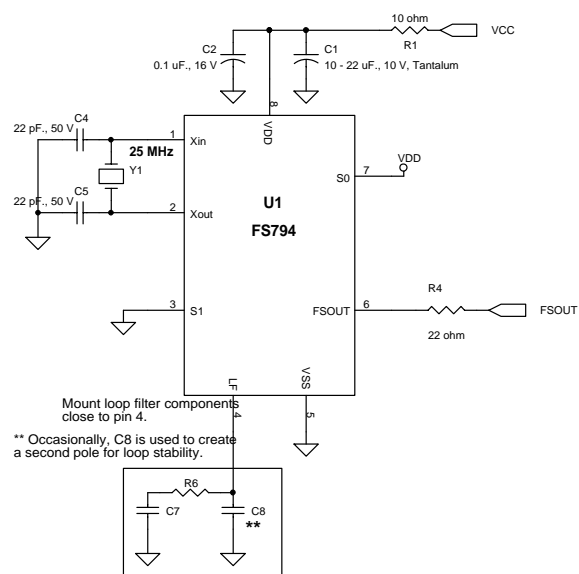 10 ohm
R1
VCC
C2
0.1 uF., 16 V
C1
10 - 22 uF., 10 V, Tantalum
8
VDD
C4
22 pF., 50 V
1
Xin
25 MHz
Y1
7
S0
VDD
U1
FS794
C5
22 pF., 50 V
2
Xout
R4
3
S1
FSOUT
6
FSOUT
22 ohm
LF
VSS
4
5
Mount loop filter components
close to pin 4.
** Occasionally, C8 is used to create
a second pole for loop stability.
R6
C7
C8
**